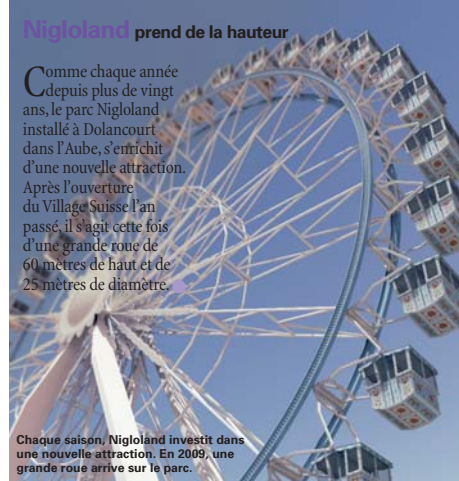 Nigloland prend de la hauteur
Comme chaque année
depuis plus de vingt
ans, le parc Nigloland
installé à Dolancourt
dans l'Aube, s'enrichit
d'une nouvelle attraction.
Après l'ouverture
du Village Suisse l'an
passé, il s'agit cette fois
d'une grande roue de
60 mètres de haut et de
25 mètres de diamètre.
Chaque saison, Nigloland investit dans
une nouvelle attraction. En 2009, une
grande roue arrive sur le parc.